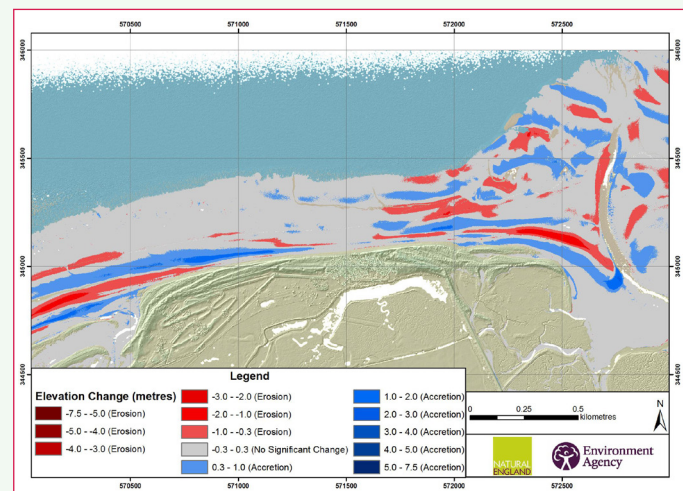 570500 571000 571500 572000 572500
346000 346000
345500 345500
345000 345000
344500 344500
Legend
Elevation Change (metres)
-7.5 - -5.0 (Erosion)
-5.0 - -4.0 (Erosion)
-4.0 - -3.0 (Erosion)
-3.0 - -2.0 (Erosion)
-2.0 - -1.0 (Erosion)
-1.0 - -0.3 (Erosion)
-0.3 - 0.3 (No Significant Change)
0.3 - 1.0 (Accretion)
1.0 - 2.0 (Accretion)
2.0 - 3.0 (Accretion)
3.0 - 4.0 (Accretion)
4.0 - 5.0 (Accretion)
5.0 - 7.5 (Accretion)
0 0.25 0.5
kilometres
N
NATURAL
ENGLAND
Environment
Agency
570500 571000 571500 572000 572500